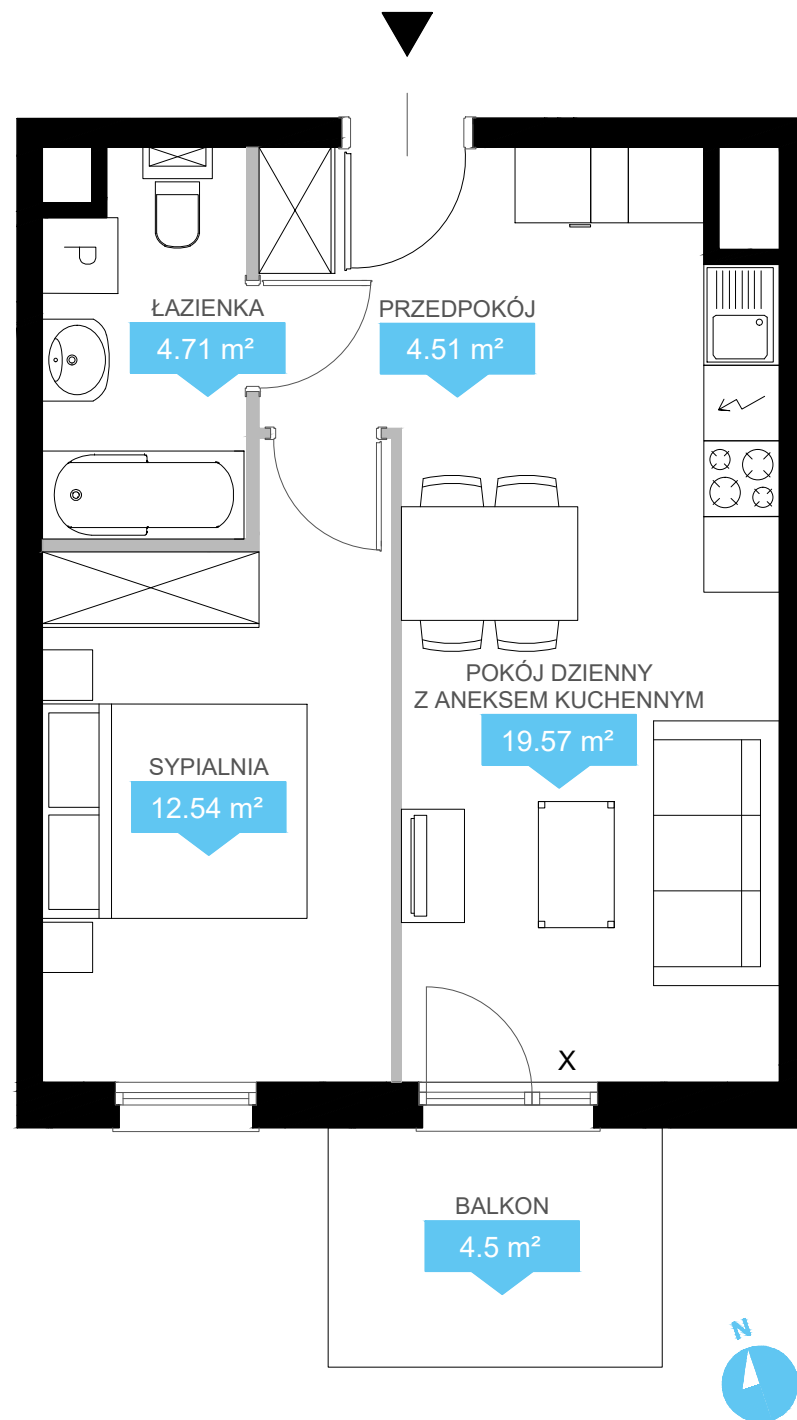 P
ŁAZIENKA
4.71 m²
PRZEDPOKÓJ
4.51 m²
POKÓJ DZIENNY
Z ANEKSEM KUCHENNYM
19.57 m²
SYPIALNIA
12.54 m²
X
BALKON
4.5 m²
N